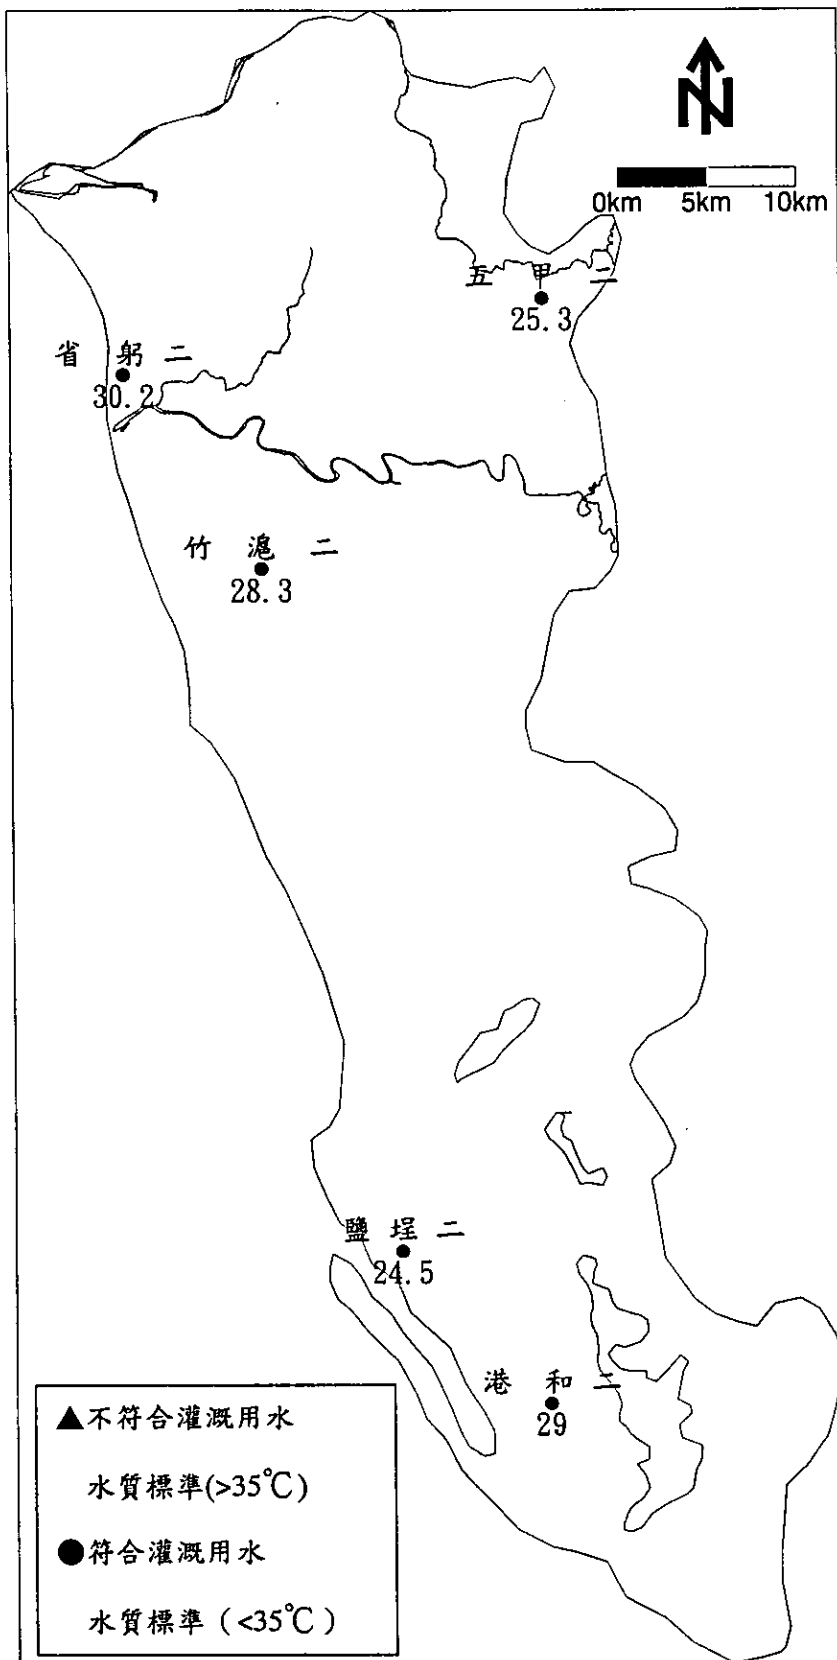 N
0km 5km 10km
五甲二
25.3
省躬二
30.2
竹滬二
28.3
鹽埕二
24.5
港和二
29
▲不符合灌溉用水
水質標準(>35℃)
●符合灌溉用水
水質標準（<35℃）